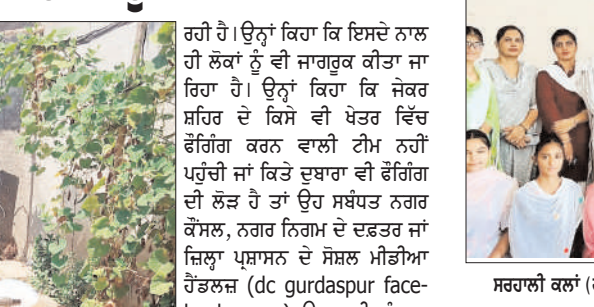 ਰਹੀ ਹੈ। ਉਨ੍ਹਾਂ ਕਿਹਾ ਕਿ ਇਸਦੇ ਨਾਲ
ਹੀ ਲੋਕਾਂ ਨੂੰ ਵੀ ਜਾਗਰੂਕ ਕੀਤਾ ਜਾ
ਰਿਹਾ ਹੈ। ਉਨ੍ਹਾਂ ਕਿਹਾ ਕਿ ਜੇਕਰ
ਸ਼ਹਿਰ ਦੇ ਕਿਸੇ ਵੀ ਖੇਤਰ ਵਿੱਚ
ਫੌਗਿੰਗ ਕਰਨ ਵਾਲੀ ਟੀਮ ਨਹੀਂ
ਪਹੁੰਚੀ ਜਾਂ ਕਿਤੇ ਦੁਬਾਰਾ ਵੀ ਫੌਗਿੰਗ
ਦੀ ਲੋੜ ਹੈ ਤਾਂ ਉਹ ਸਬੰਧਤ ਨਗਰ
ਕੌਂਸਲ, ਨਗਰ ਨਿਗਮ ਦੇ ਦਫ਼ਤਰ ਜਾਂ
ਜ਼ਿਲ੍ਹਾ ਪ੍ਰਸ਼ਾਸਨ ਦੇ ਸੋਸ਼ਲ ਮੀਡੀਆ
ਹੈਂਡਲਜ਼ (dc gurdaspur face-
ਸਰਹਾਲੀ ਕਲਾਂ